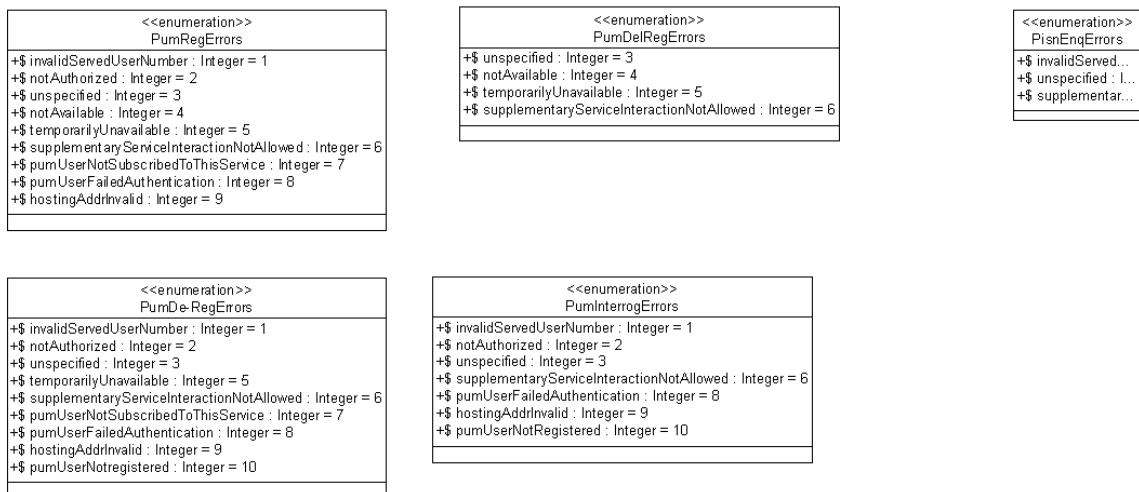 <<enumeration>>
PumRegErrors
+$ invalidServedUserNumber : Integer = 1
+$ notAuthorized : Integer = 2
+$ unspecified : Integer = 3
+$ notAvailable : Integer = 4
+$ temporarilyUnavailable : Integer = 5
+$ supplementaryServiceInteractionNotAllowed : Integer = 6
+$ pumUserNotSubscribedToThisService : Integer = 7
+$ pumUserFailedAuthentication : Integer = 8
+$ hostingAddrInvalid : Integer = 9
<<enumeration>>
PumDelRegErrors
+$ unspecified : Integer = 3
+$ notAvailable : Integer = 4
+$ temporarilyUnavailable : Integer = 5
+$ supplementaryServiceInteractionNotAllowed : Integer = 6
<<enumeration>>
PisnEnqErrors
+$ invalidServed...
+$ unspecified : I...
+$ supplementar...
<<enumeration>>
PumDe-RegErrors
+$ invalidServedUserNumber : Integer = 1
+$ notAuthorized : Integer = 2
+$ unspecified : Integer = 3
+$ temporarilyUnavailable : Integer = 5
+$ supplementaryServiceInteractionNotAllowed : Integer = 6
+$ pumUserNotSubscribedToThisService : Integer = 7
+$ pumUserFailedAuthentication : Integer = 8
+$ hostingAddrInvalid : Integer = 9
+$ pumUserNotregistered : Integer = 10
<<enumeration>>
PumInterrogErrors
+$ invalidServedUserNumber : Integer = 1
+$ notAuthorized : Integer = 2
+$ unspecified : Integer = 3
+$ supplementaryServiceInteractionNotAllowed : Integer = 6
+$ pumUserFailedAuthentication : Integer = 8
+$ hostingAddrInvalid : Integer = 9
+$ pumUserNotRegistered : Integer = 10